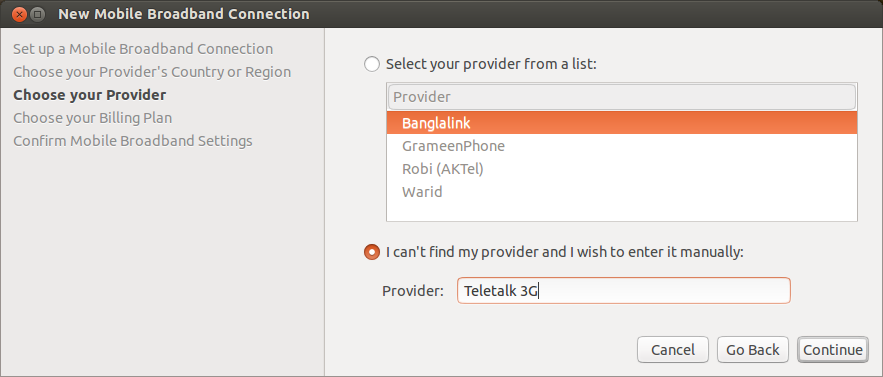 New Mobile Broadband Connection
Set up a Mobile Broadband Connection
Choose your Provider's Country or Region
Choose your Provider
Choose your Billing Plan
Confirm Mobile Broadband Settings
Select your provider from a list:
Provider
Banglalink
GrameenPhone
Robi (AKTel)
Warid
I can't find my provider and I wish to enter it manually:
Provider: Teletalk 3G
Cancel Go Back Continue